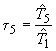 τ₅ = T̂₅ / T̂₁